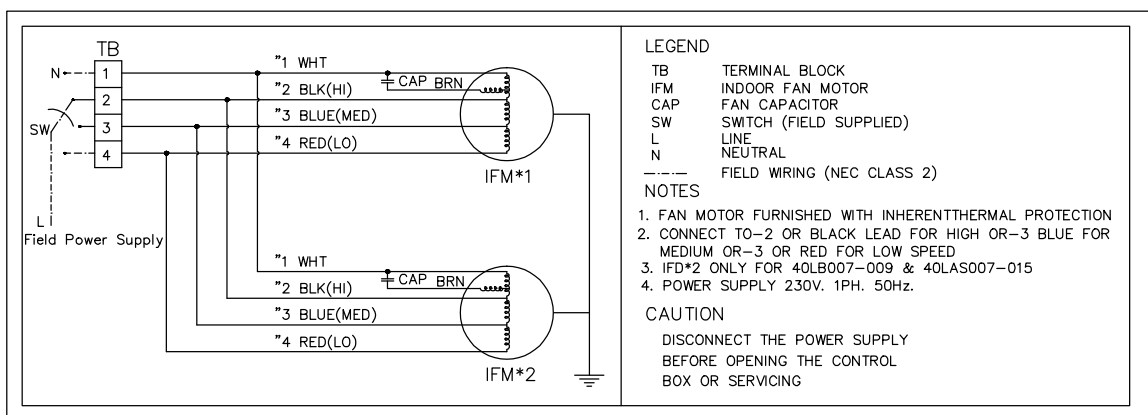 TB
N
1
2
3
4
SW
L
Field Power Supply
"1 WHT
CAP BRN
"2 BLK(HI)
"3 BLUE(MED)
"4 RED(LO)
IFM*1
"1 WHT
CAP BRN
"2 BLK(HI)
"3 BLUE(MED)
"4 RED(LO)
IFM*2
LEGEND
TB TERMINAL BLOCK
IFM INDOOR FAN MOTOR
CAP FAN CAPACITOR
SW SWITCH (FIELD SUPPLIED)
L LINE
N NEUTRAL
FIELD WIRING (NEC CLASS 2)
NOTES
1. FAN MOTOR FURNISHED WITH INHERENTTHERMAL PROTECTION
2. CONNECT TO-2 OR BLACK LEAD FOR HIGH OR-3 BLUE FOR
MEDIUM OR-3 OR RED FOR LOW SPEED
3. IFD*2 ONLY FOR 40LB007-009 & 40LAS007-015
4. POWER SUPPLY 230V. 1PH. 50Hz.
CAUTION
DISCONNECT THE POWER SUPPLY
BEFORE OPENING THE CONTROL
BOX OR SERVICING